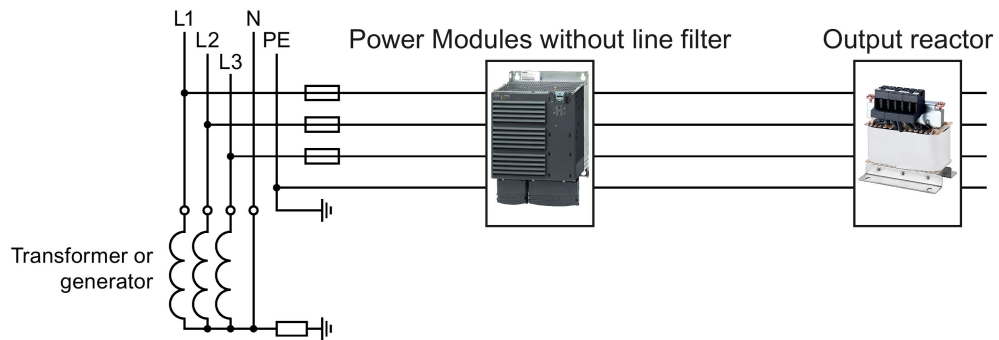 L1
L2
L3
N
PE
Power Modules without line filter
Output reactor
Transformer or
generator